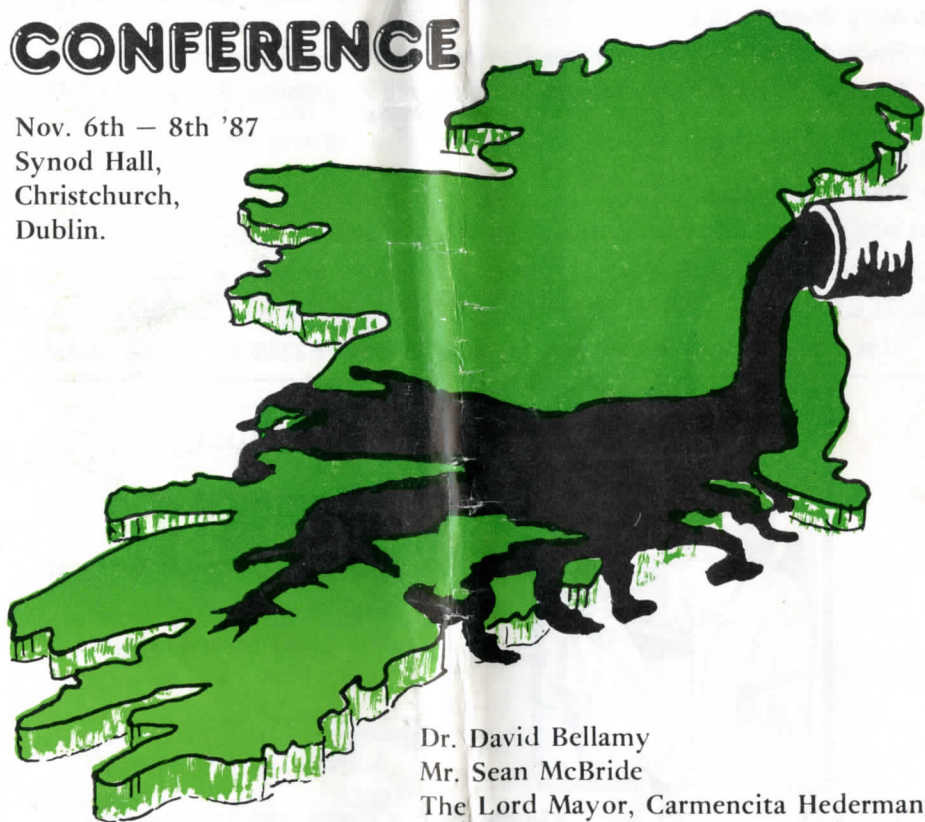 CONFERENCE
Nov. 6th — 8th '87
Synod Hall,
Christchurch,
Dublin.
Dr. David Bellamy
Mr. Sean McBride
The Lord Mayor, Carmencita Hederman